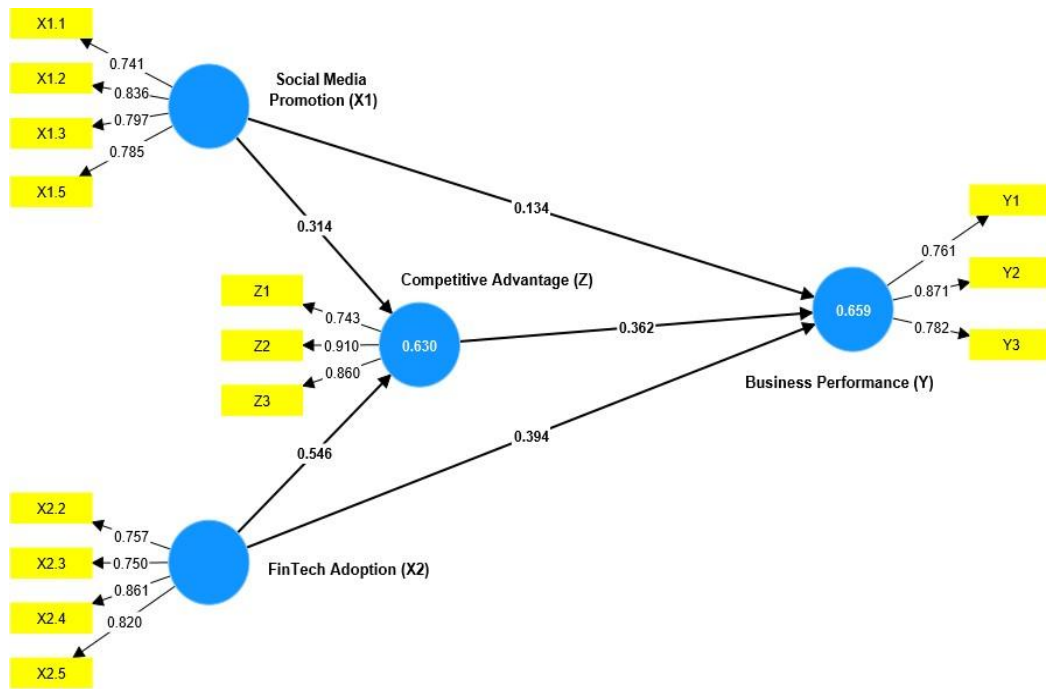 X1.1
0.741
X1.2
0.836
X1.3
0.797
0.785
X1.5
Social Media
Promotion (X1)
0.314
0.134
Competitive Advantage (Z)
Z1
0.743
Z2
0.910
Z3
0.860
0.630
0.362
Y1
0.761
Y2
0.871
0.782
Y3
0.659
Business Performance (Y)
0.546
0.394
X2.2
0.757
X2.3
0.750
X2.4
0.861
0.820
X2.5
FinTech Adoption (X2)